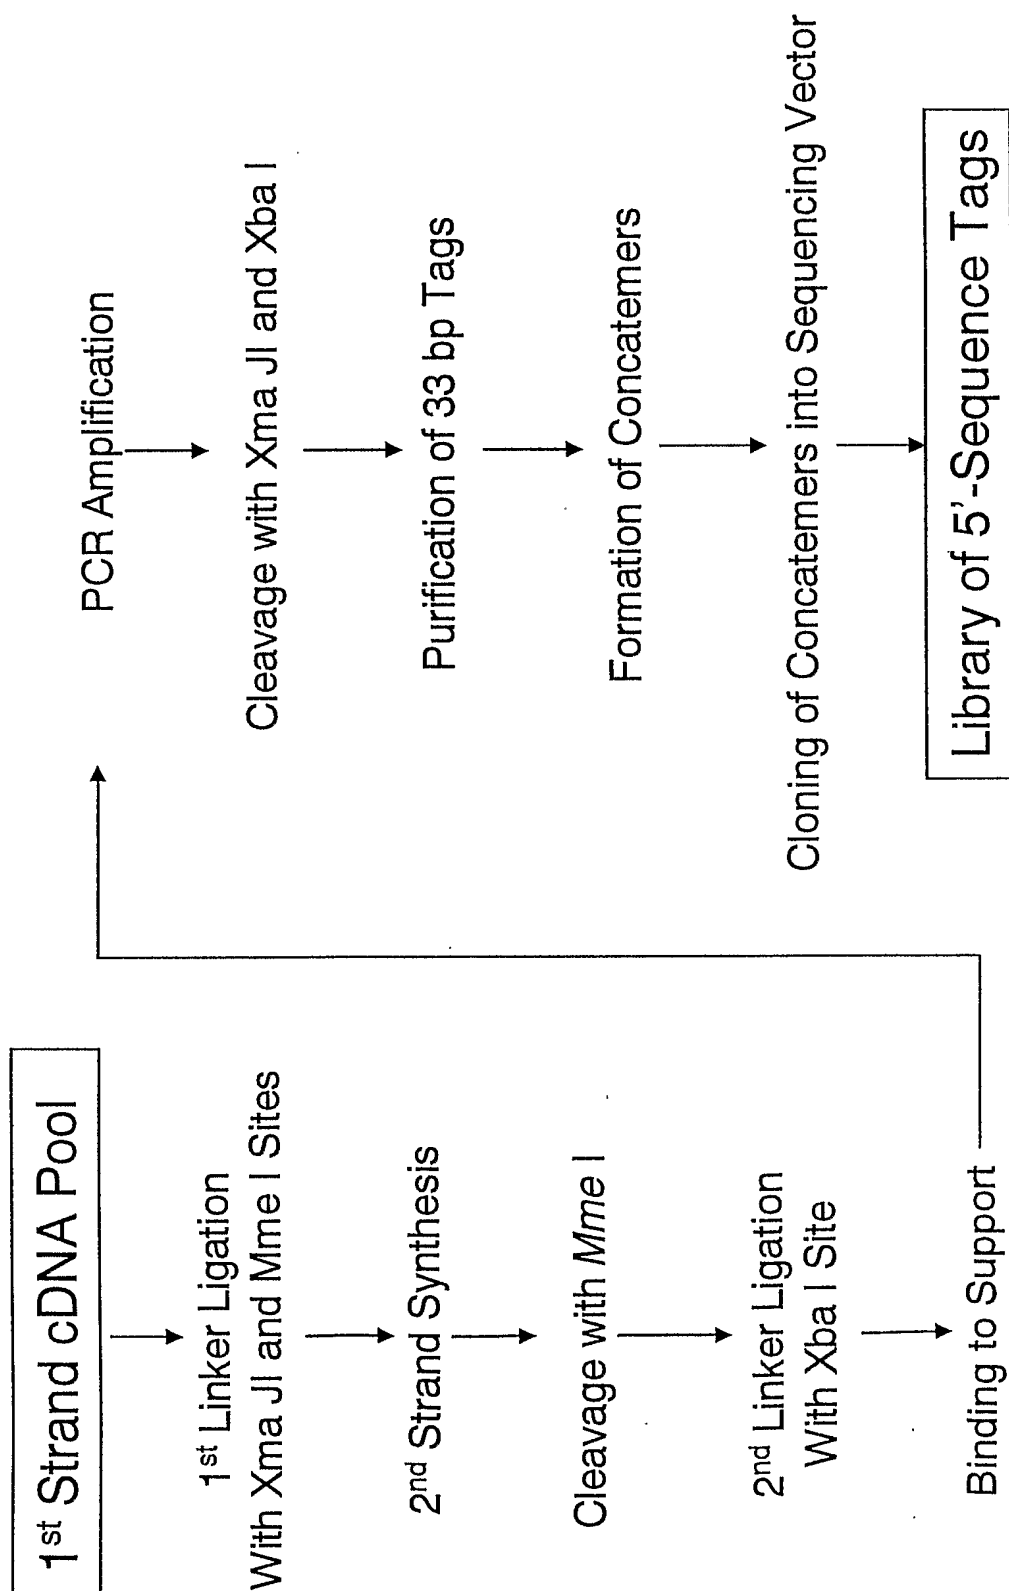 1st Strand cDNA Pool
1st Linker Ligation
With Xma JI and Mme I Sites
2nd Strand Synthesis
Cleavage with Mme I
2nd Linker Ligation
With Xba I Site
Binding to Support
PCR Amplification
Cleavage with Xma JI and Xba I
Purification of 33 bp Tags
Formation of Concatemers
Cloning of Concatemers into Sequencing Vector
Library of 5'-Sequence Tags